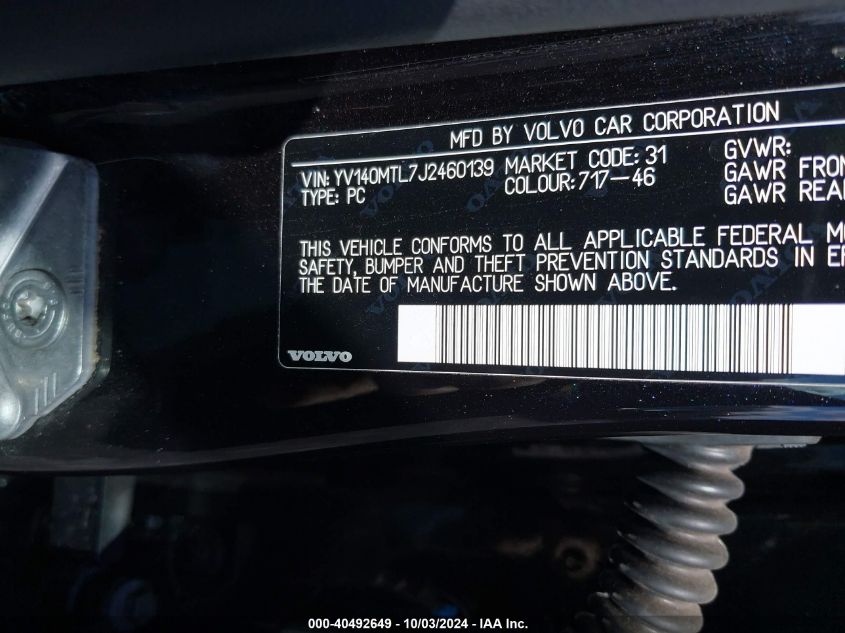 MFD BY VOLVO CAR CORPORATION
VIN: YV140MTL7J2460139 MARKET CODE: 31 GVWR:
TYPE: PC COLOUR: 717-46 GAWR FRON
GAWR REA
THIS VEHICLE CONFORMS TO ALL APPLICABLE FEDERAL MO
SAFETY, BUMPER AND THEFT PREVENTION STANDARDS IN EF
THE DATE OF MANUFACTURE SHOWN ABOVE.
VOLVO
000-40492649 - 10/03/2024 - IAA Inc.